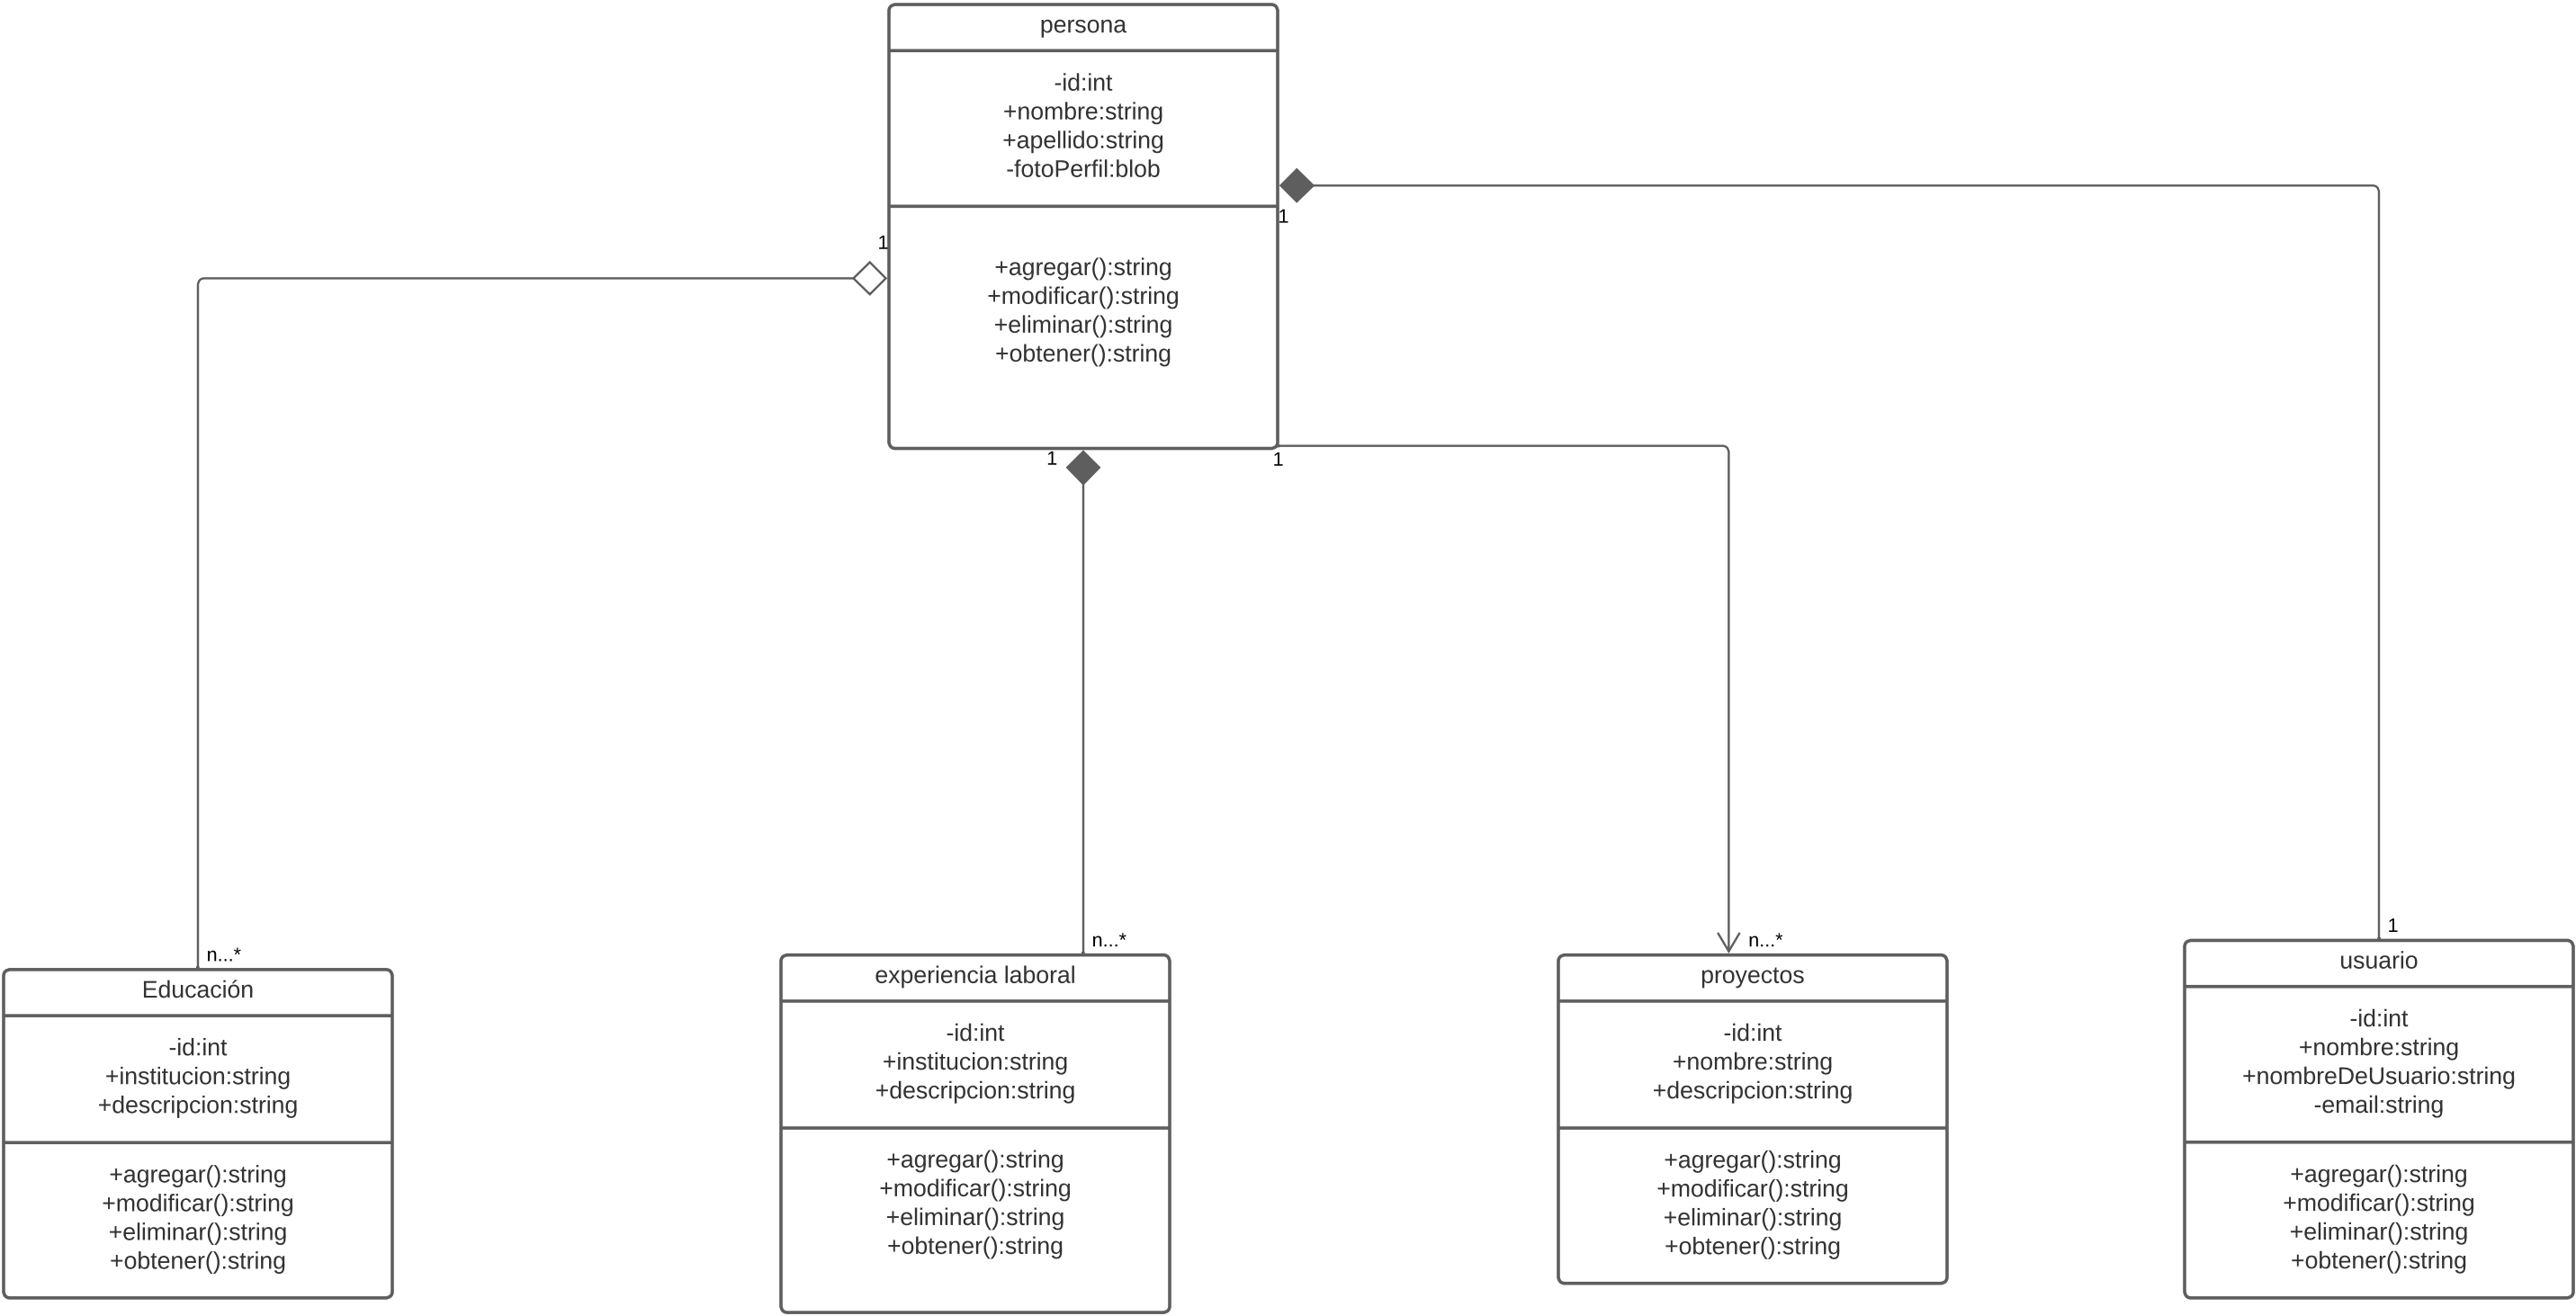 persona
-id:int
+nombre:string
+apellido:string
-fotoPerfil:blob
1
1
+agregar():string
+modificar():string
+eliminar():string
+obtener():string
1
1
n...*
Educación
-id:int
+institucion:string
+descripcion:string
+agregar():string
+modificar():string
+eliminar():string
+obtener():string
n...*
experiencia laboral
-id:int
+institucion:string
+descripcion:string
+agregar():string
+modificar():string
+eliminar():string
+obtener():string
n...*
proyectos
-id:int
+nombre:string
+descripcion:string
+agregar():string
+modificar():string
+eliminar():string
+obtener():string
1
usuario
-id:int
+nombre:string
+nombreDeUsuario:string
-email:string
+agregar():string
+modificar():string
+eliminar():string
+obtener():string